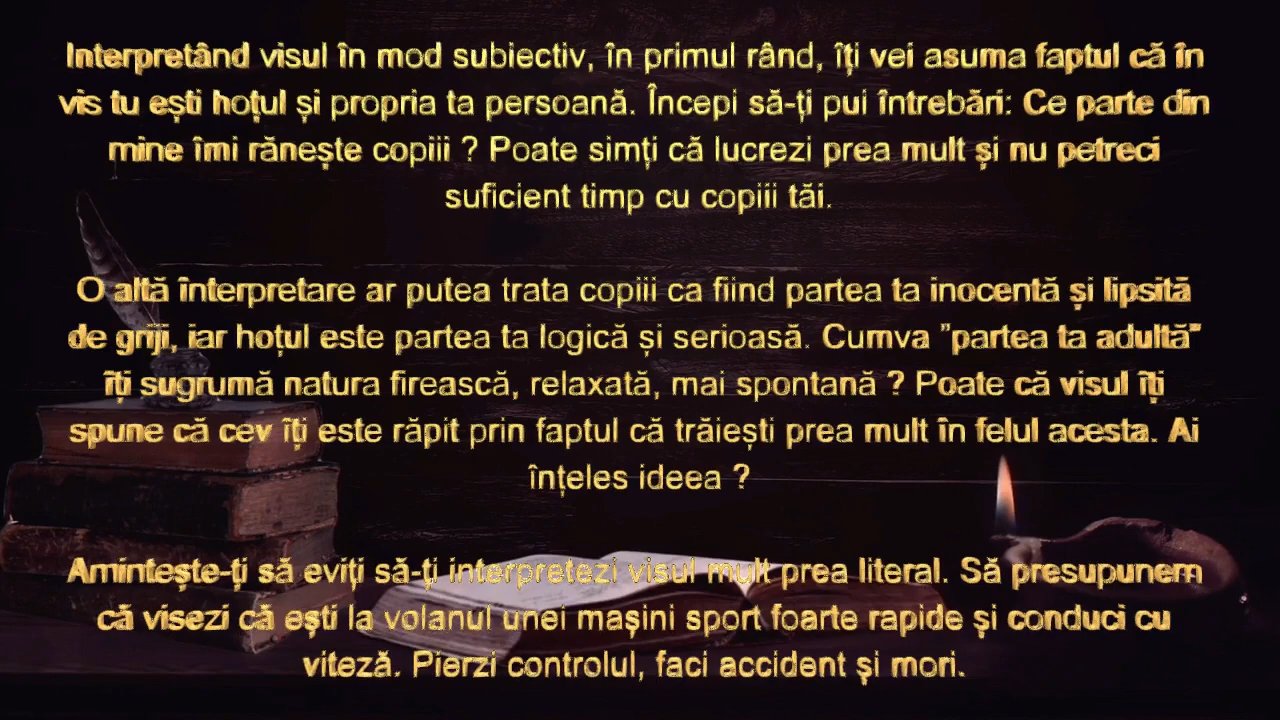 Interpretând visul în mod subiectiv, în primul rând, îți vei asuma faptul că în
vis tu ești hoțul și propria ta persoană. Începi să-ți pui întrebări: Ce parte din
mine îmi rănește copiii ? Poate simți că lucrezi prea mult și nu petreci
suficient timp cu copiii tăi.
O altă înterpretare ar putea trata copiii ca fiind partea ta inocentă și lipsită
de griji, iar hoțul este partea ta logică și serioasă. Cumva ”partea ta adultă”
îți sugrumă natura firească, relaxată, mai spontană ? Poate că visul îți
spune că cev îți este răpit prin faptul că trăiești prea mult în felul acesta. Ai
înțeles ideea ?
Amintește-ți să eviți să-ți interpretezi visul mult prea literal. Să presupunem
că visezi că ești la volanul unei mașini sport foarte rapide și conduci cu
viteză. Pierzi controlul, faci accident și mori.